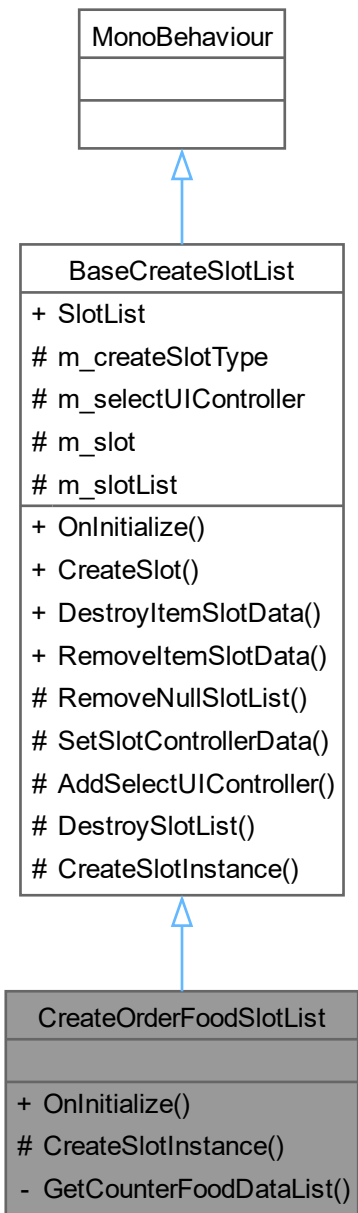 MonoBehaviour
BaseCreateSlotList
+ SlotList
# m_createSlotType
# m_selectUIController
# m_slot
# m_slotList
+ OnInitialize()
+ CreateSlot()
+ DestroyItemSlotData()
+ RemoveItemSlotData()
# RemoveNullSlotList()
# SetSlotControllerData()
# AddSelectUIController()
# DestroySlotList()
# CreateSlotInstance()
CreateOrderFoodSlotList
+ OnInitialize()
# CreateSlotInstance()
- GetCounterFoodDataList()